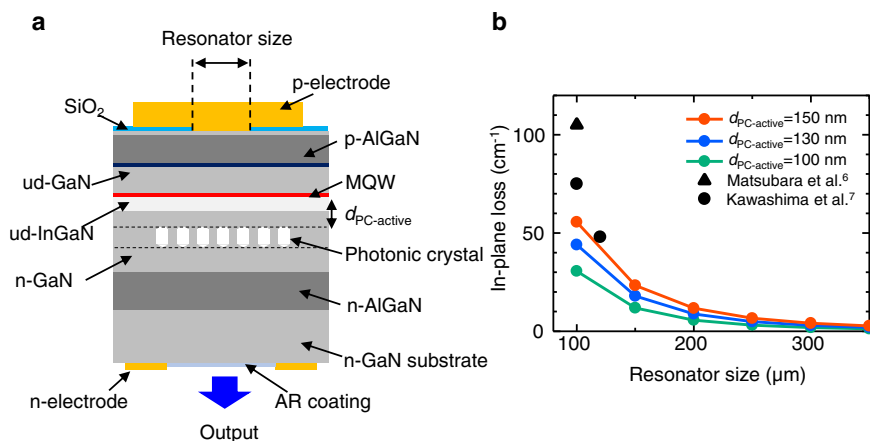 a
Resonator size
p-electrode
SiO2
p-AlGaN
ud-GaN
MQW
dPC-active
ud-InGaN
Photonic crystal
n-GaN
n-AlGaN
n-GaN substrate
n-electrode
AR coating
Output
b
In-plane loss (cm-1)
100
50
0
dPC-active=150 nm
dPC-active=130 nm
dPC-active=100 nm
Matsubara et al.6
Kawashima et al.7
100 200 300
Resonator size (μm)